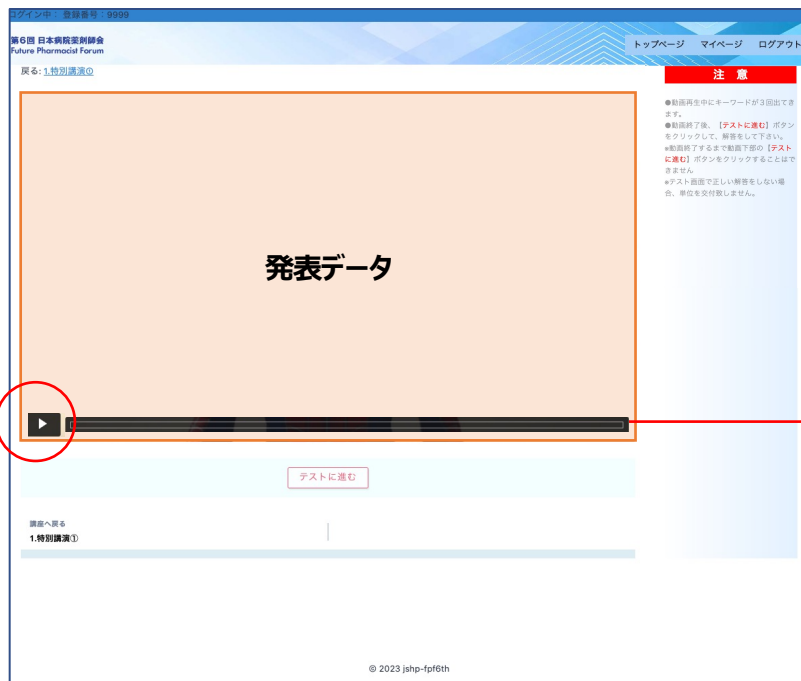 ログイン中： 登録番号：9999
第6回 日本病院薬剤師会
Future Pharmacist Forum
トップページ マイページ ログアウト
戻る: 1.特別講演①
注 意
●動画再生中にキーワードが３回出てき
ます。
●動画終了後、【テストに進む】ボタン
をクリックして、解答をして下さい。
※動画終了するまで動画下部の【テスト
に進む】ボタンをクリックすることはで
きません
※テスト画面で正しい解答をしない場
合、単位を交付致しません。
発表データ
テストに進む
講座へ戻る
1.特別講演①
© 2023 jshp-fpf6th